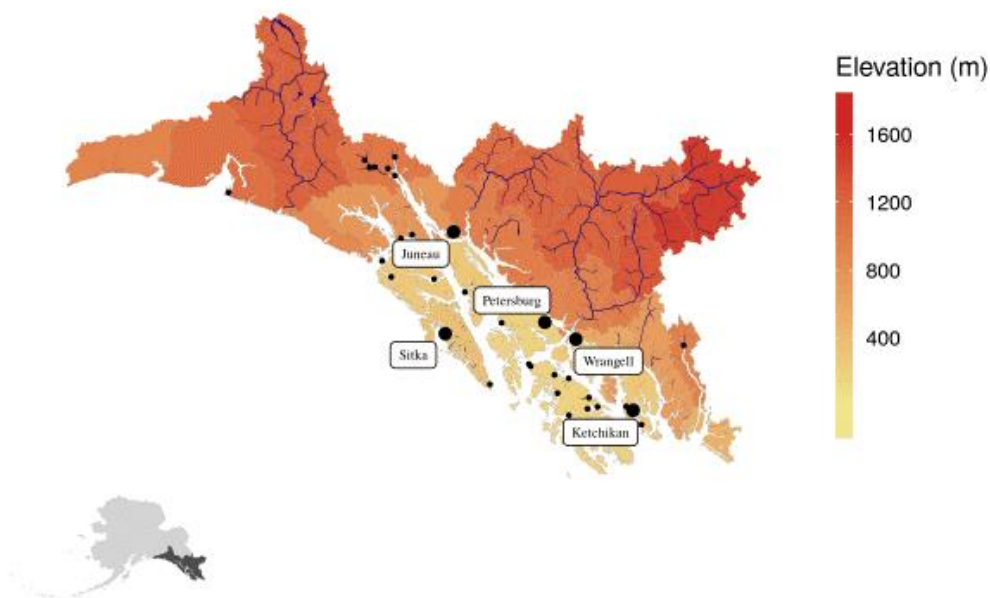 Elevation (m)
1600
1200
800
400
Juneau
Petersburg
Sitka
Wrangell
Ketchikan